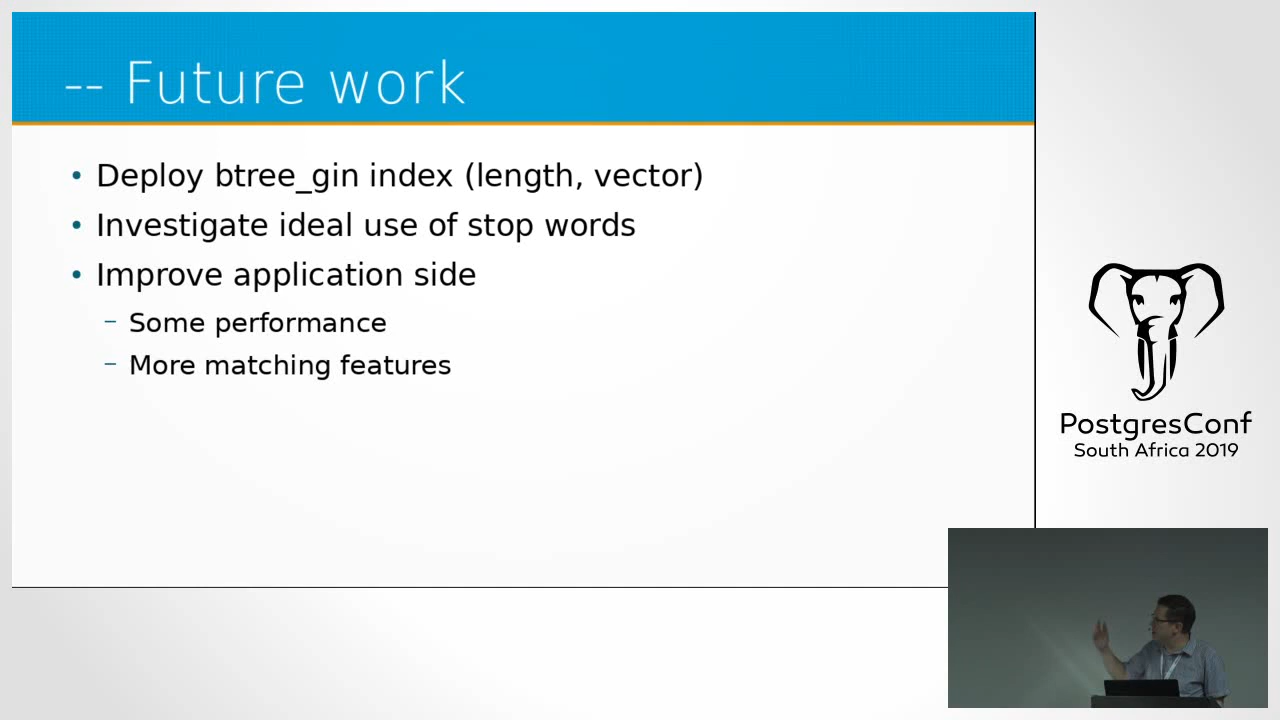 -- Future work
• Deploy btree_gin index (length, vector)
• Investigate ideal use of stop words
• Improve application side
– Some performance
– More matching features
PostgresConf
South Africa 2019